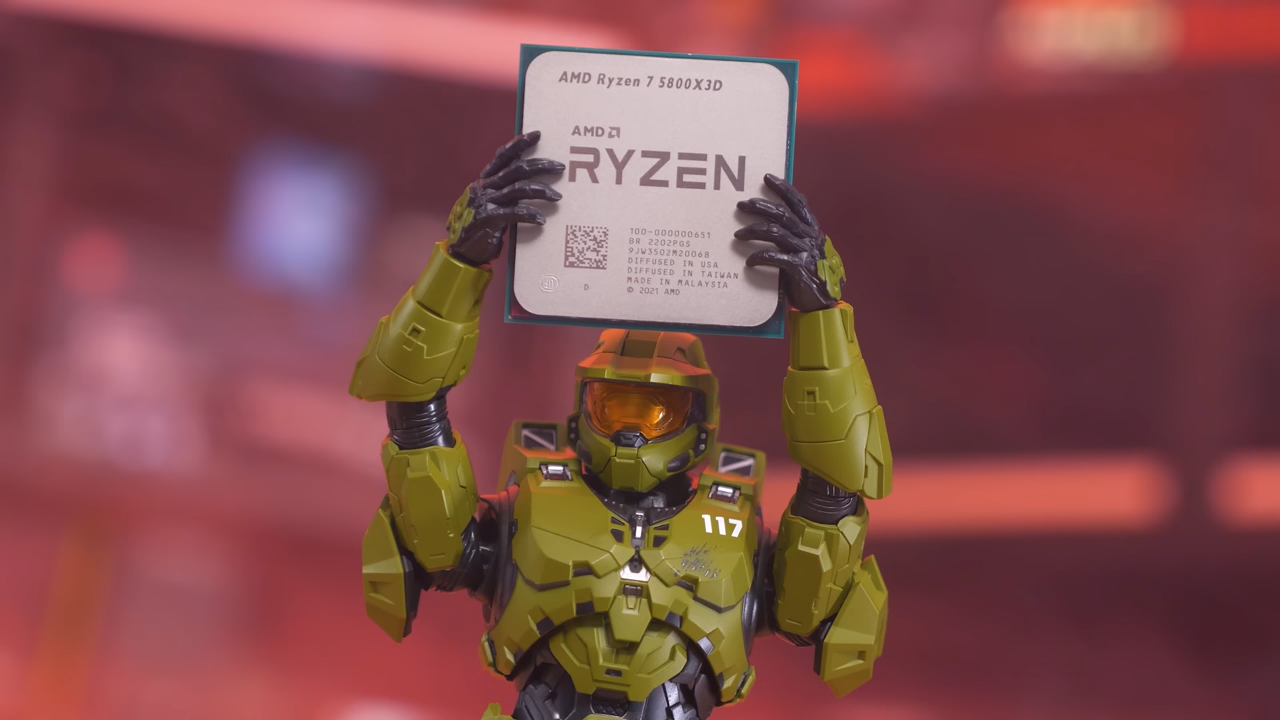 AMD Ryzen 7 5800X3D
AMD
RYZEN
100-000000651
BR 2202PGS
9JW3502M20068
DIFFUSED IN USA
DIFFUSED IN TAIWAN
MADE IN MALAYSIA
D
© 2021 AMD
117